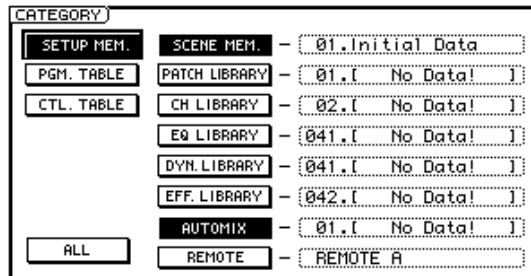 CATEGORY
SETUP MEM. SCENE MEM. – 01.Initial Data
PGM. TABLE PATCH LIBRARY – 01.[ No Data! ]
CTL. TABLE CH LIBRARY – 02.[ No Data! ]
EQ LIBRARY – 041.[ No Data! ]
DYN. LIBRARY – 041.[ No Data! ]
EFF. LIBRARY – 042.[ No Data! ]
AUTOMIX – 01.[ No Data! ]
ALL REMOTE – REMOTE A